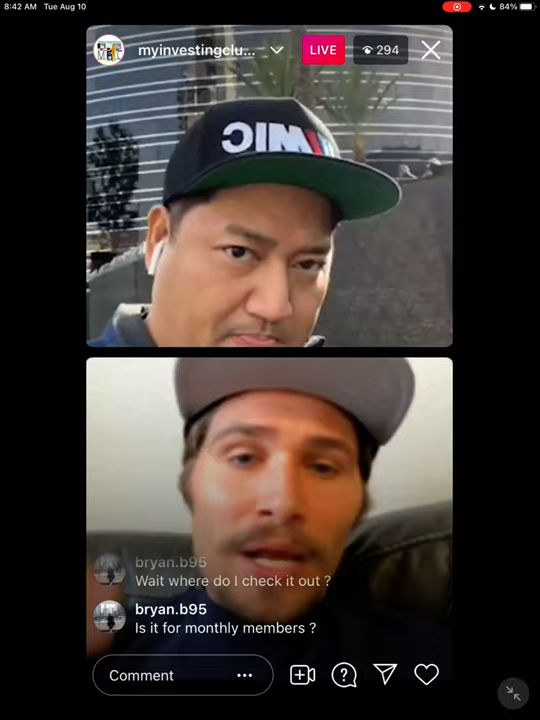 8:42 AM Tue Aug 10
84%
myinvestingclu...
LIVE
294
MIC
bryan.b95
Wait where do I check it out ?
bryan.b95
Is it for monthly members ?
Comment